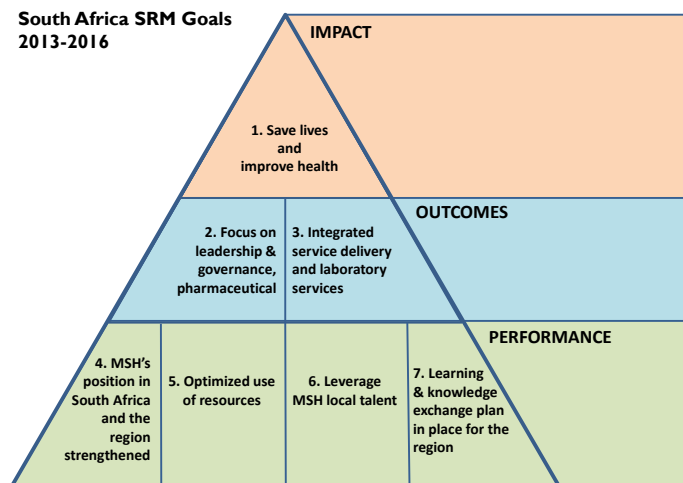 South Africa SRM Goals
2013-2016
IMPACT
1. Save lives
and
improve health
OUTCOMES
2. Focus on
leadership &
governance,
pharmaceutical
3. Integrated
service delivery
and laboratory
services
PERFORMANCE
4. MSH's
position in
South Africa
and the
region
strengthened
5. Optimized use
of resources
6. Leverage
MSH local talent
7. Learning
& knowledge
exchange plan
in place for the
region